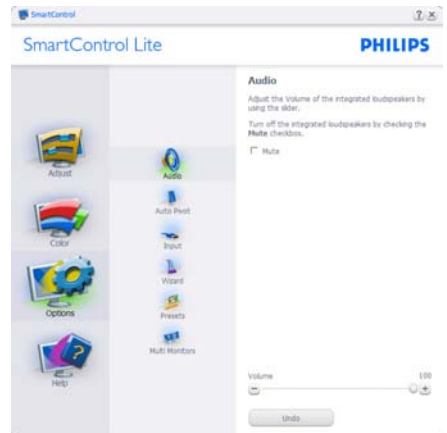 SmartControl
SmartControl Lite
PHILIPS
Adjust
Color
Options
Help
Audio
Auto Pivot
Input
Wizard
Presets
Multi Monitors
Audio
Adjust the Volume of the integrated loudspeakers by
using the slider.
Turn off the integrated loudspeakers by checking the
Mute checkbox.
Mute
Volume 100
Undo